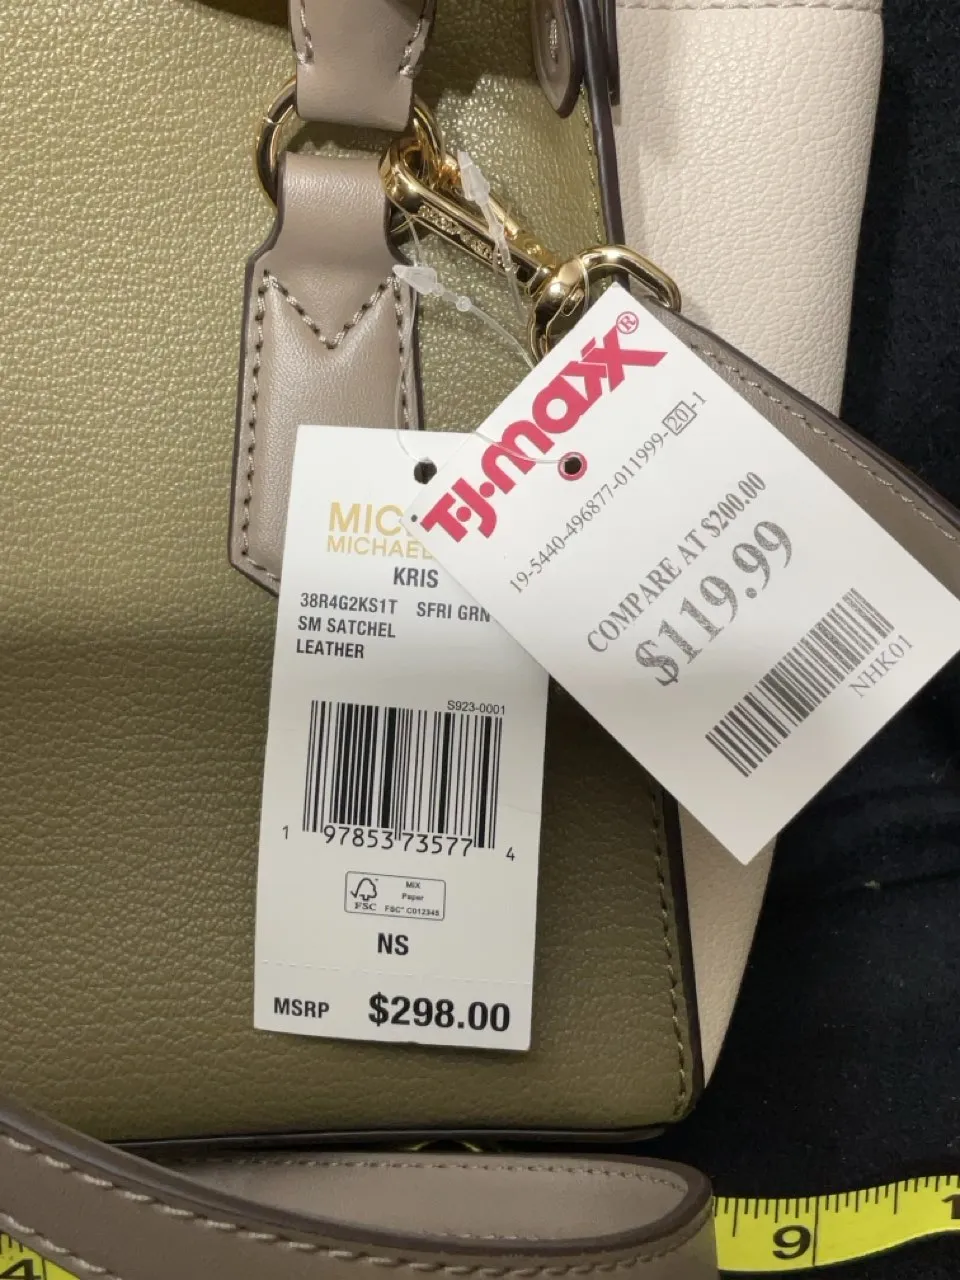 MIC
MICHAEL
KRIS
38R4G2KS1T SFRI GRN
SM SATCHEL
LEATHER
S923-0001
1 97853 73577 4
FSC
MIX
Paper
FSC® C012345
NS
MSRP $298.00
T·J·maxx®
19-5440-496877-011999-20-1
COMPARE AT $200.00
$119.99
NHK01
4
9
1